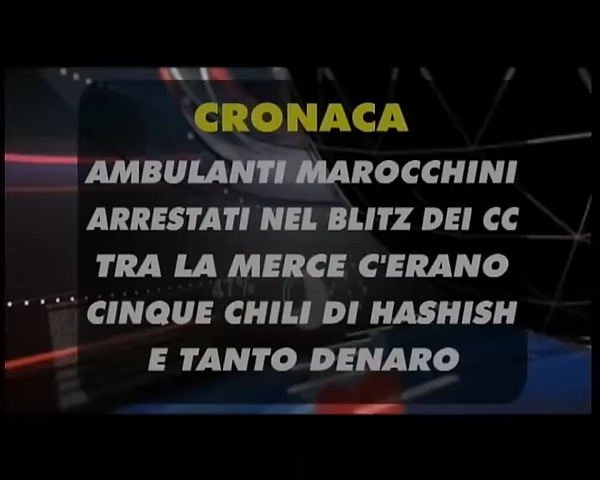 CRONACA
AMBULANTI MAROCCHINI
ARRESTATI NEL BLITZ DEI CC
TRA LA MERCE C'ERANO
CINQUE CHILI DI HASHISH
E TANTO DENARO